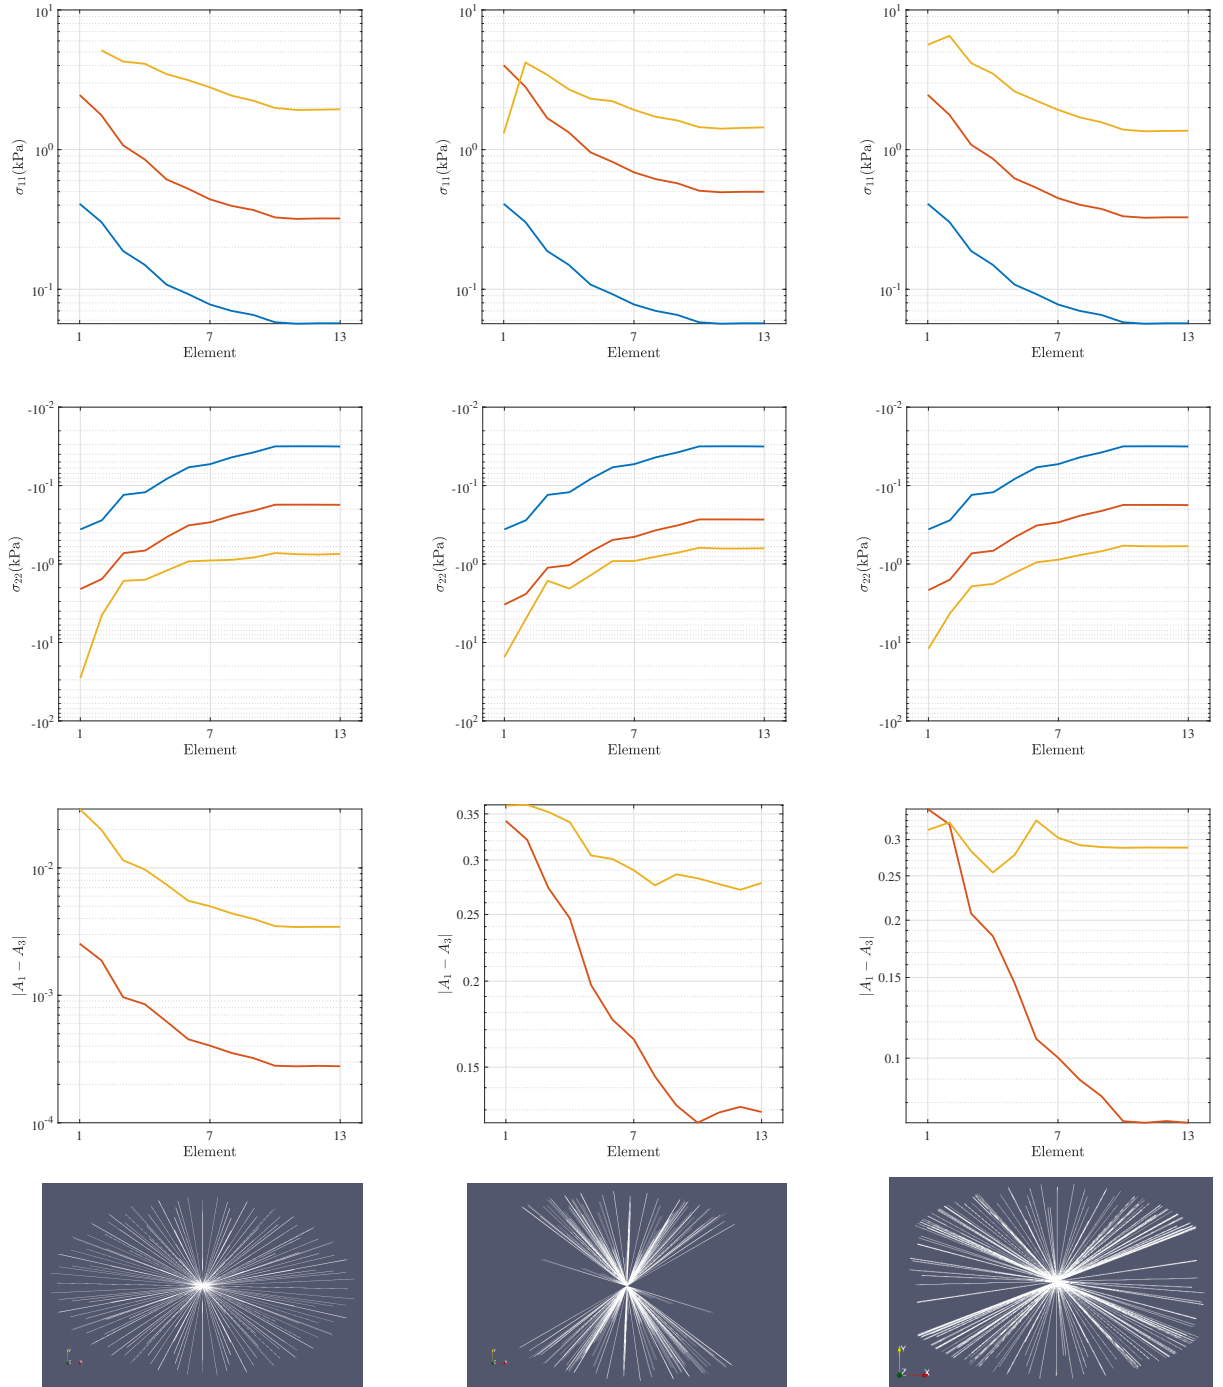 10^1
10^0
10^-1
σ11(kPa)
1 7 13
Element
10^1
10^0
10^-1
σ11(kPa)
1 7 13
Element
10^1
10^0
10^-1
σ11(kPa)
1 7 13
Element
-10^-2
-10^-1
-10^0
-10^1
-10^2
σ22(kPa)
1 7 13
Element
-10^-2
-10^-1
-10^0
-10^1
-10^2
σ22(kPa)
1 7 13
Element
-10^-2
-10^-1
-10^0
-10^1
-10^2
σ22(kPa)
1 7 13
Element
10^-2
10^-3
10^-4
|A1 − A3|
1 7 13
Element
0.35
0.3
0.25
0.2
0.15
|A1 − A3|
1 7 13
Element
0.3
0.25
0.2
0.15
0.1
|A1 − A3|
1 7 13
Element
Y
Z X